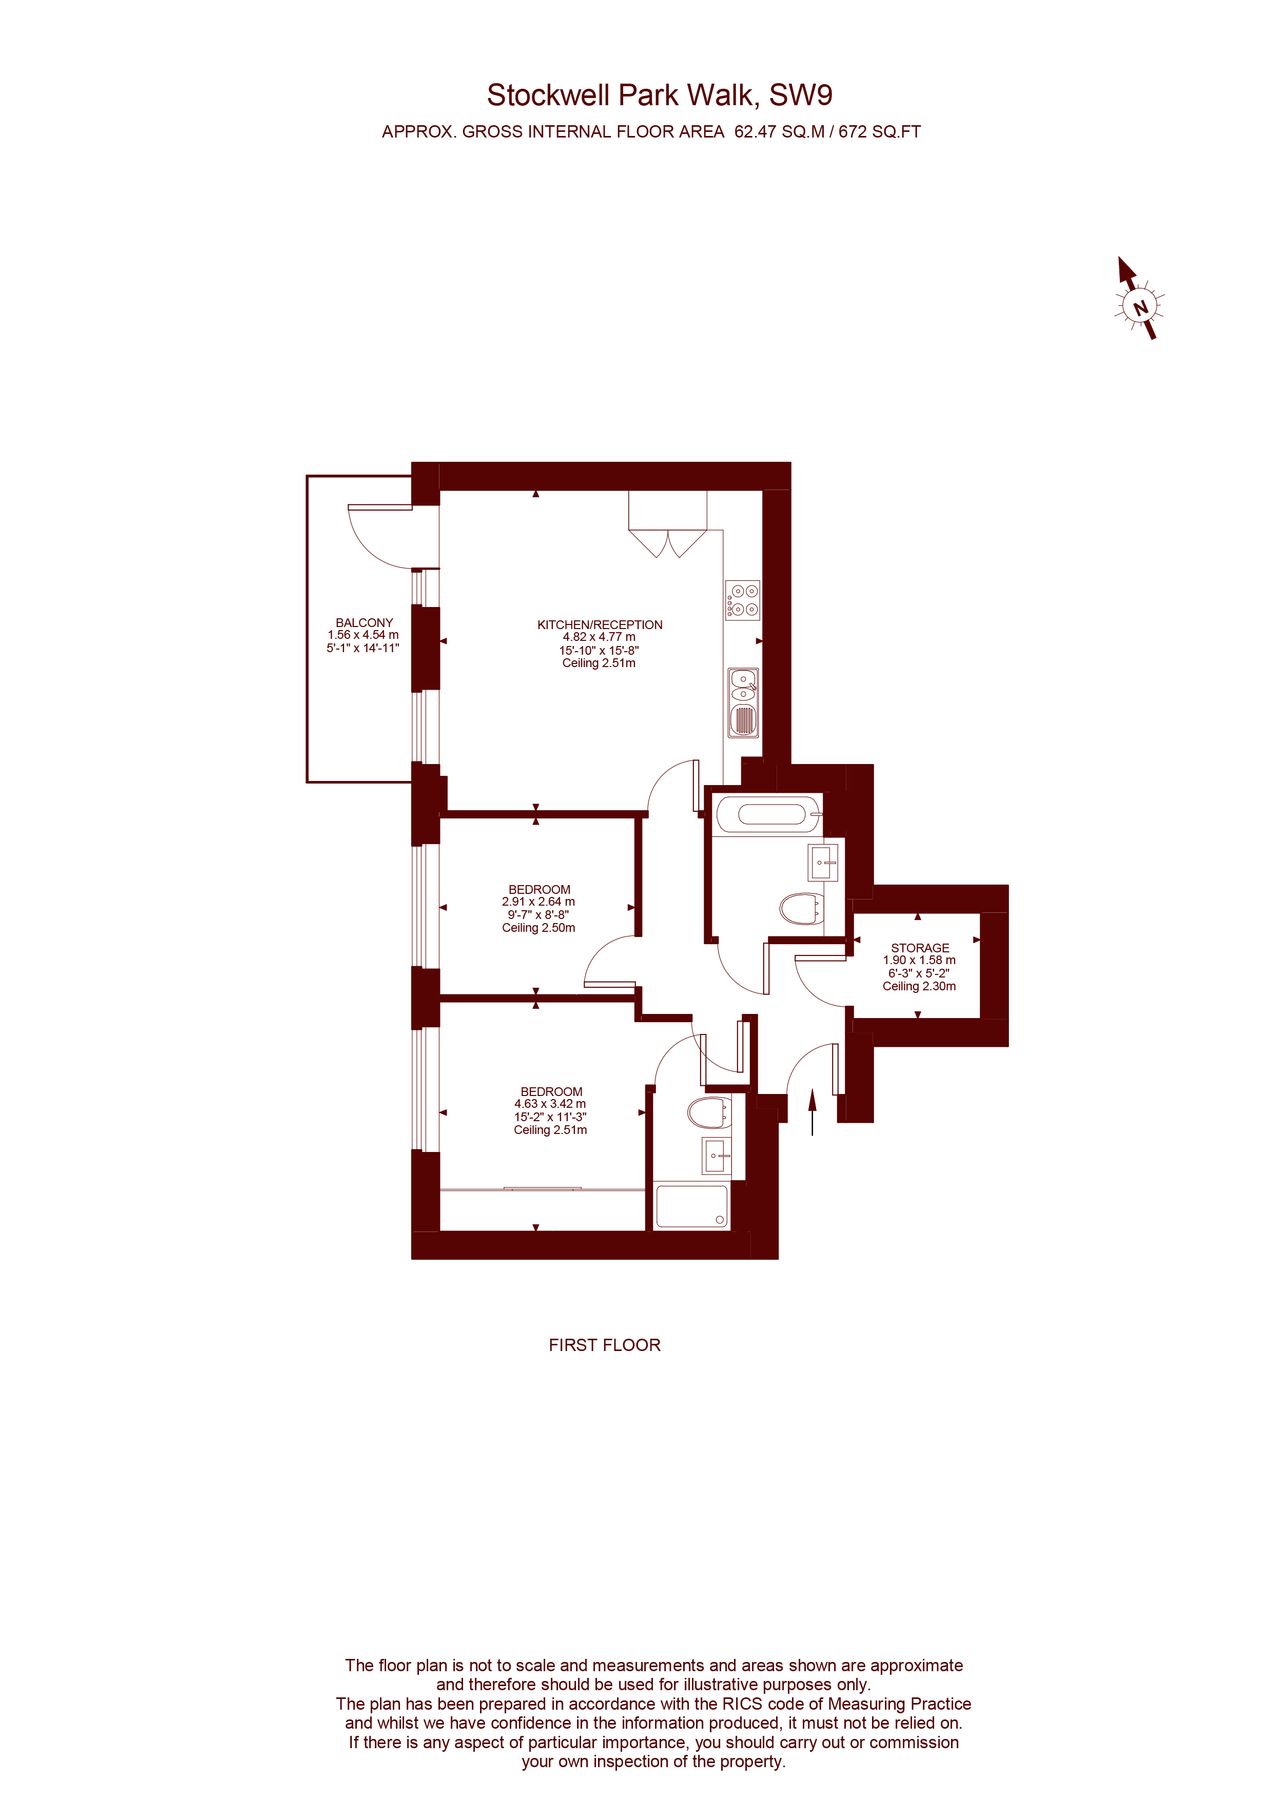 Stockwell Park Walk, SW9
APPROX. GROSS INTERNAL FLOOR AREA 62.47 SQ.M / 672 SQ.FT
N
BALCONY
1.56 x 4.54 m
5'-1" x 14'-11"
KITCHEN/RECEPTION
4.82 x 4.77 m
15'-10" x 15'-8"
Ceiling 2.51m
BEDROOM
2.91 x 2.64 m
9'-7" x 8'-8"
Ceiling 2.50m
STORAGE
1.90 x 1.58 m
6'-3" x 5'-2"
Ceiling 2.30m
BEDROOM
4.63 x 3.42 m
15'-2" x 11'-3"
Ceiling 2.51m
FIRST FLOOR
The floor plan is not to scale and measurements and areas shown are approximate
and therefore should be used for illustrative purposes only.
The plan has been prepared in accordance with the RICS code of Measuring Practice
and whilst we have confidence in the information produced, it must not be relied on.
If there is any aspect of particular importance, you should carry out or commission
your own inspection of the property.